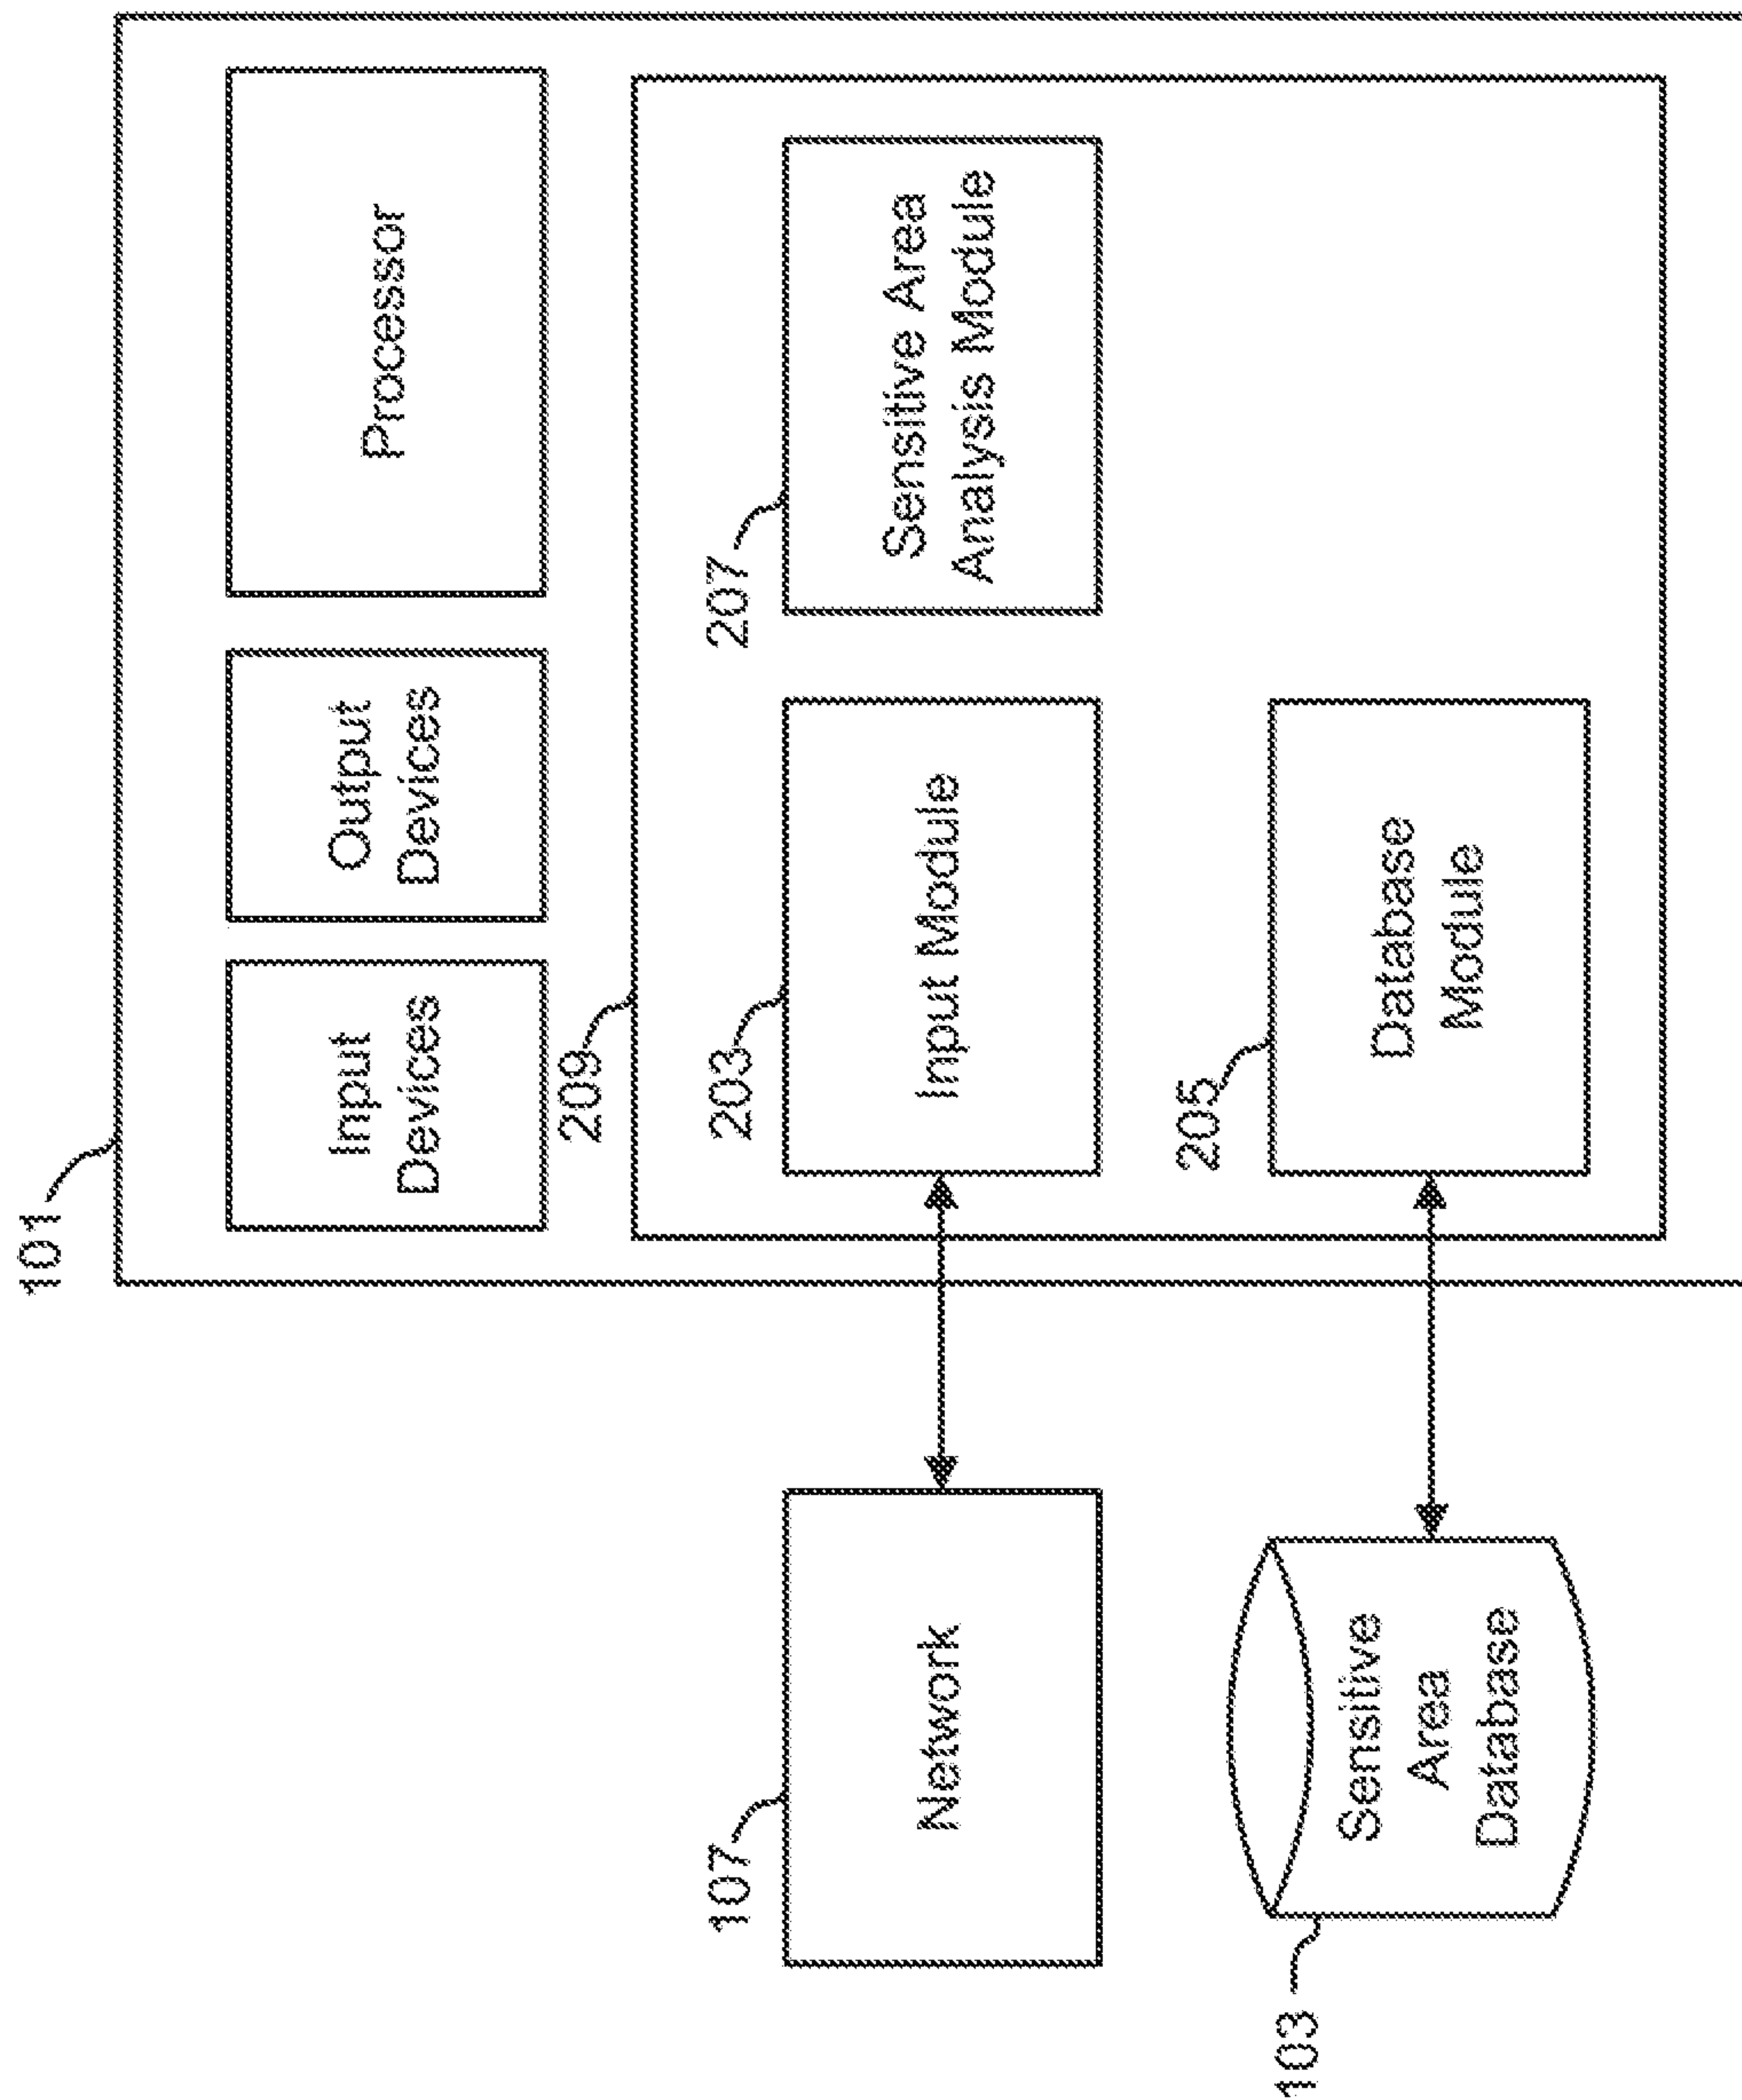 101
Input
Devices
Output
Devices
Processor
209
107
Network
203
Input Module
207
Sensitive Area
Analysis Module
103
Sensitive
Area
Database
205
Database
Module